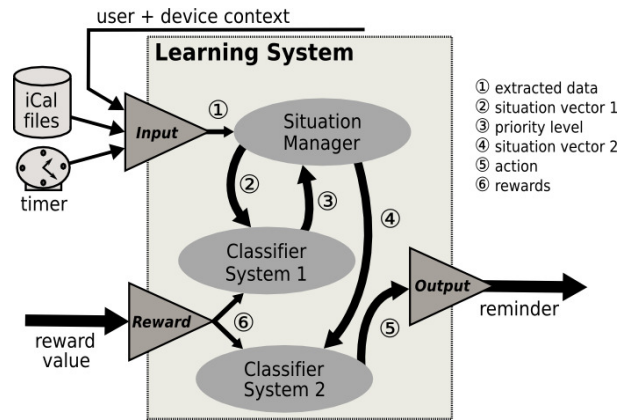 user + device context
Learning System
iCal
files
Input
①
Situation
Manager
timer
②
③
④
Classifier
System 1
Reward
reward
value
⑥
Classifier
System 2
⑤
Output
reminder
① extracted data
② situation vector 1
③ priority level
④ situation vector 2
⑤ action
⑥ rewards